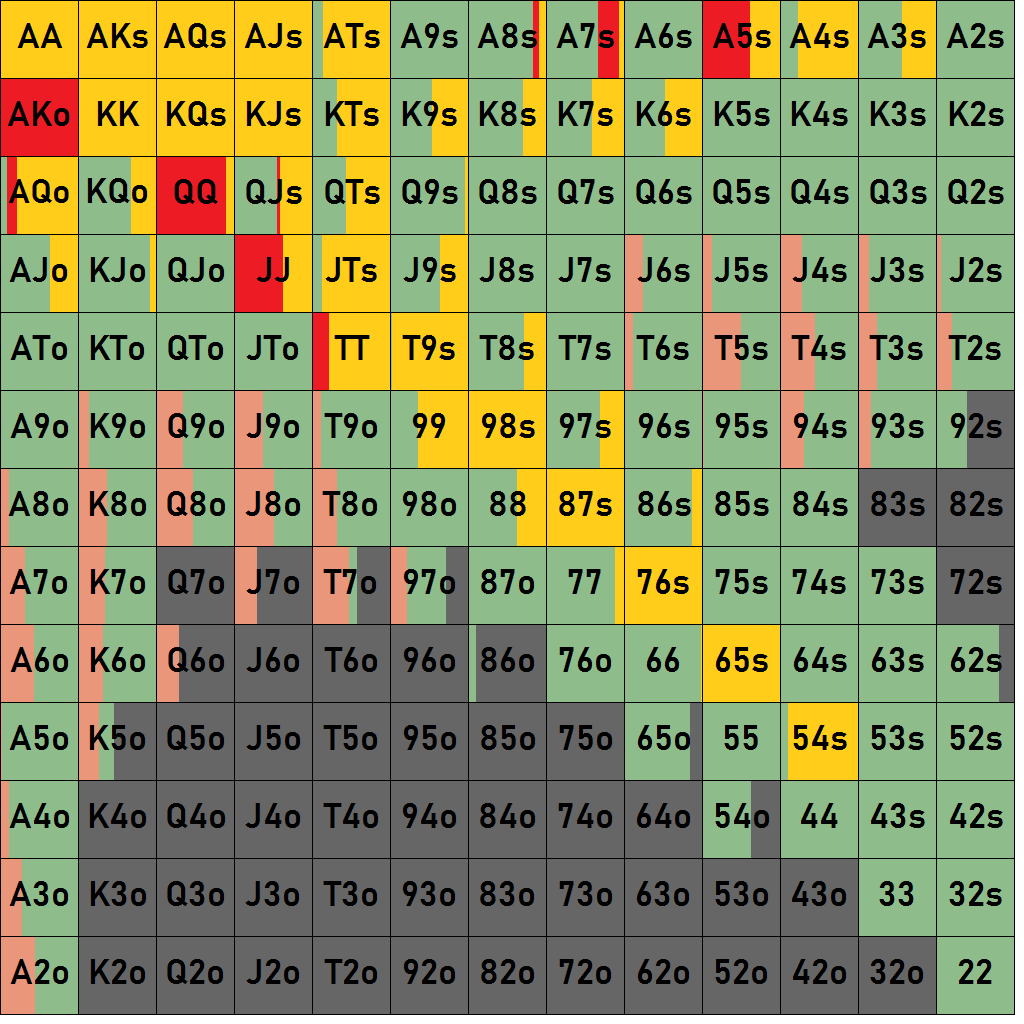 AA AKs AQs AJs ATs A9s A8s A7s A6s A5s A4s A3s A2s
AKo KK KQs KJs KTs K9s K8s K7s K6s K5s K4s K3s K2s
AQo KQo QQ QJs QTs Q9s Q8s Q7s Q6s Q5s Q4s Q3s Q2s
AJo KJo QJo JJ JTs J9s J8s J7s J6s J5s J4s J3s J2s
ATo KTo QTo JTo TT T9s T8s T7s T6s T5s T4s T3s T2s
A9o K9o Q9o J9o T9o 99 98s 97s 96s 95s 94s 93s 92s
A8o K8o Q8o J8o T8o 98o 88 87s 86s 85s 84s 83s 82s
A7o K7o Q7o J7o T7o 97o 87o 77 76s 75s 74s 73s 72s
A6o K6o Q6o J6o T6o 96o 86o 76o 66 65s 64s 63s 62s
A5o K5o Q5o J5o T5o 95o 85o 75o 65o 55 54s 53s 52s
A4o K4o Q4o J4o T4o 94o 84o 74o 64o 54o 44 43s 42s
A3o K3o Q3o J3o T3o 93o 83o 73o 63o 53o 43o 33 32s
A2o K2o Q2o J2o T2o 92o 82o 72o 62o 52o 42o 32o 22